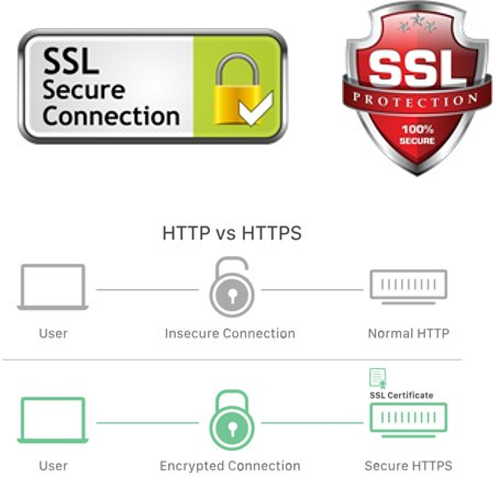 SSL
Secure
Connection
SSL
PROTECTION
100%
SECURE
HTTP vs HTTPS
User
Insecure Connection
Normal HTTP
SSL Certificate
User
Encrypted Connection
Secure HTTPS